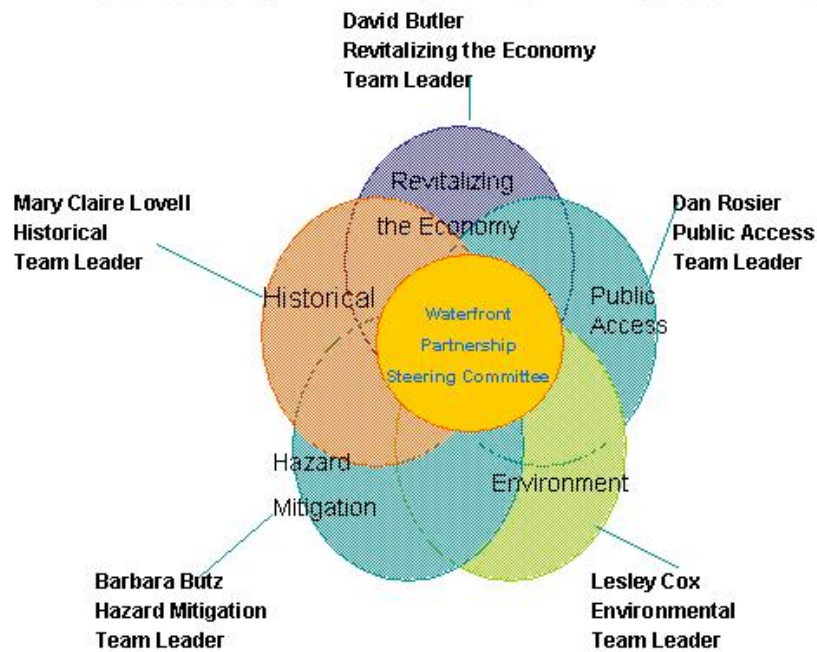 David Butler
Revitalizing the Economy
Team Leader
Revitalizing
the Economy
Mary Claire Lovell
Historical
Team Leader
Dan Rosier
Public Access
Team Leader
Historical
Public
Access
Waterfront
Partnership
Steering Committee
Hazard
Mitigation
Environment
Barbara Butz
Hazard Mitigation
Team Leader
Lesley Cox
Environmental
Team Leader